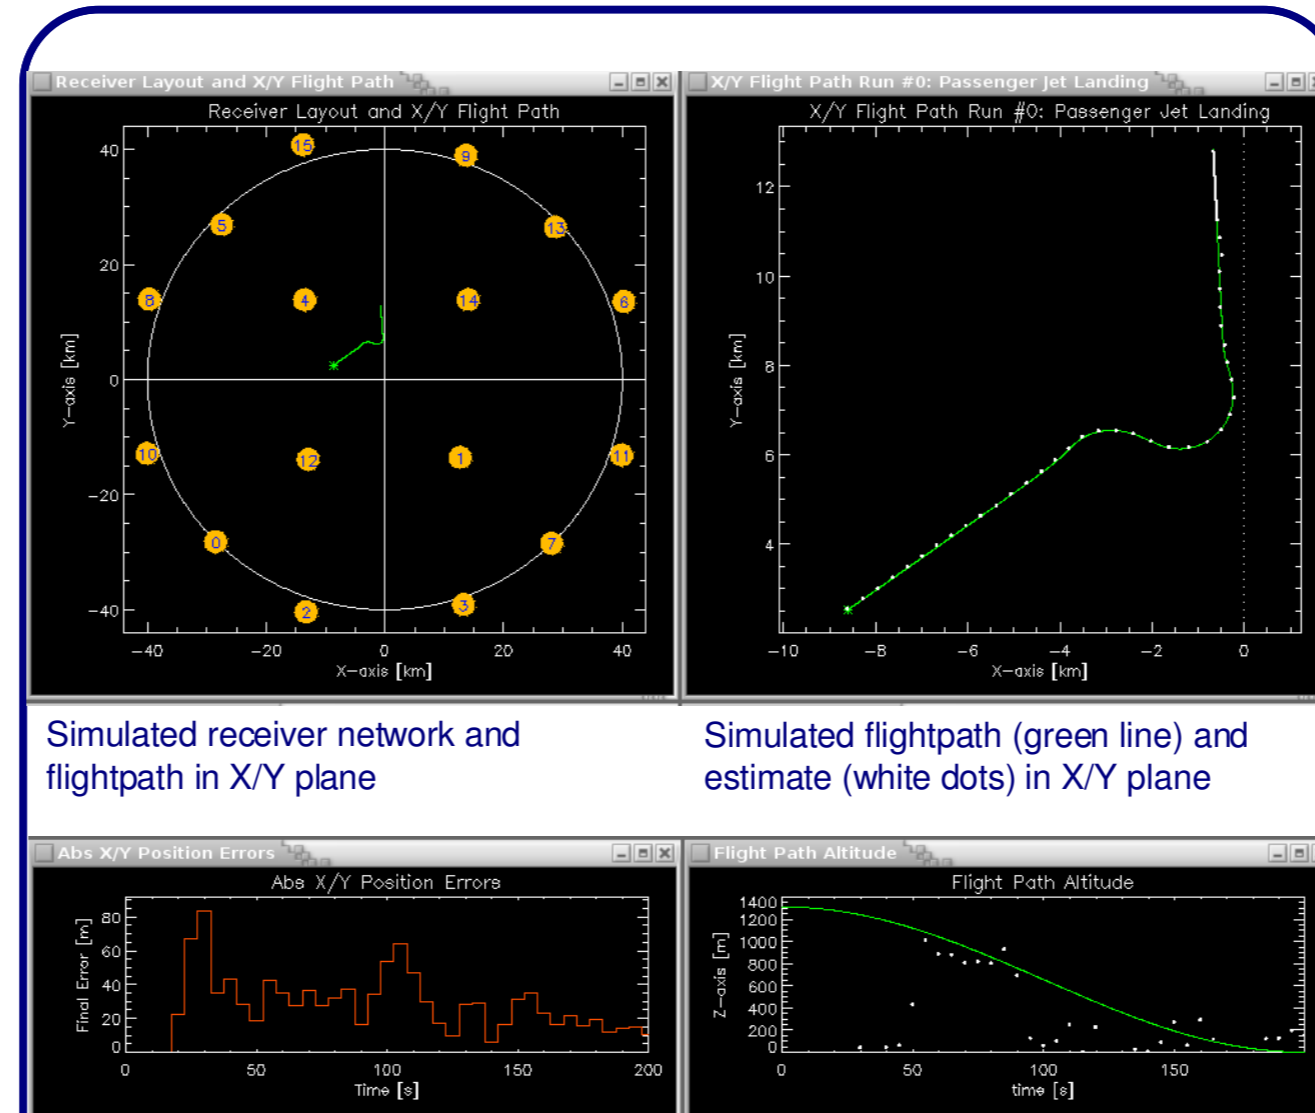 Receiver Layout and X/Y Flight Path
Receiver Layout and X/Y Flight Path
40
20
0
−20
−40
Y−axis [km]
15
9
5
13
8
4
14
6
10
12
1
11
0
7
2
3
−40
−20
0
20
40
X−axis [km]
X/Y Flight Path Run #0: Passenger Jet Landing
X/Y Flight Path Run #0: Passenger Jet Landing
12
10
8
6
4
Y−axis [km]
−10
−8
−6
−4
−2
0
X−axis [km]
Simulated receiver network and
flightpath in X/Y plane
Simulated flightpath (green line) and
estimate (white dots) in X/Y plane
Abs X/Y Position Errors
Abs X/Y Position Errors
80
60
40
20
0
Final Error [m]
0
50
100
150
200
Time [s]
Flight Path Altitude
Flight Path Altitude
1400
1200
1000
800
600
400
200
0
Z−axis [m]
0
50
100
150
time [s]